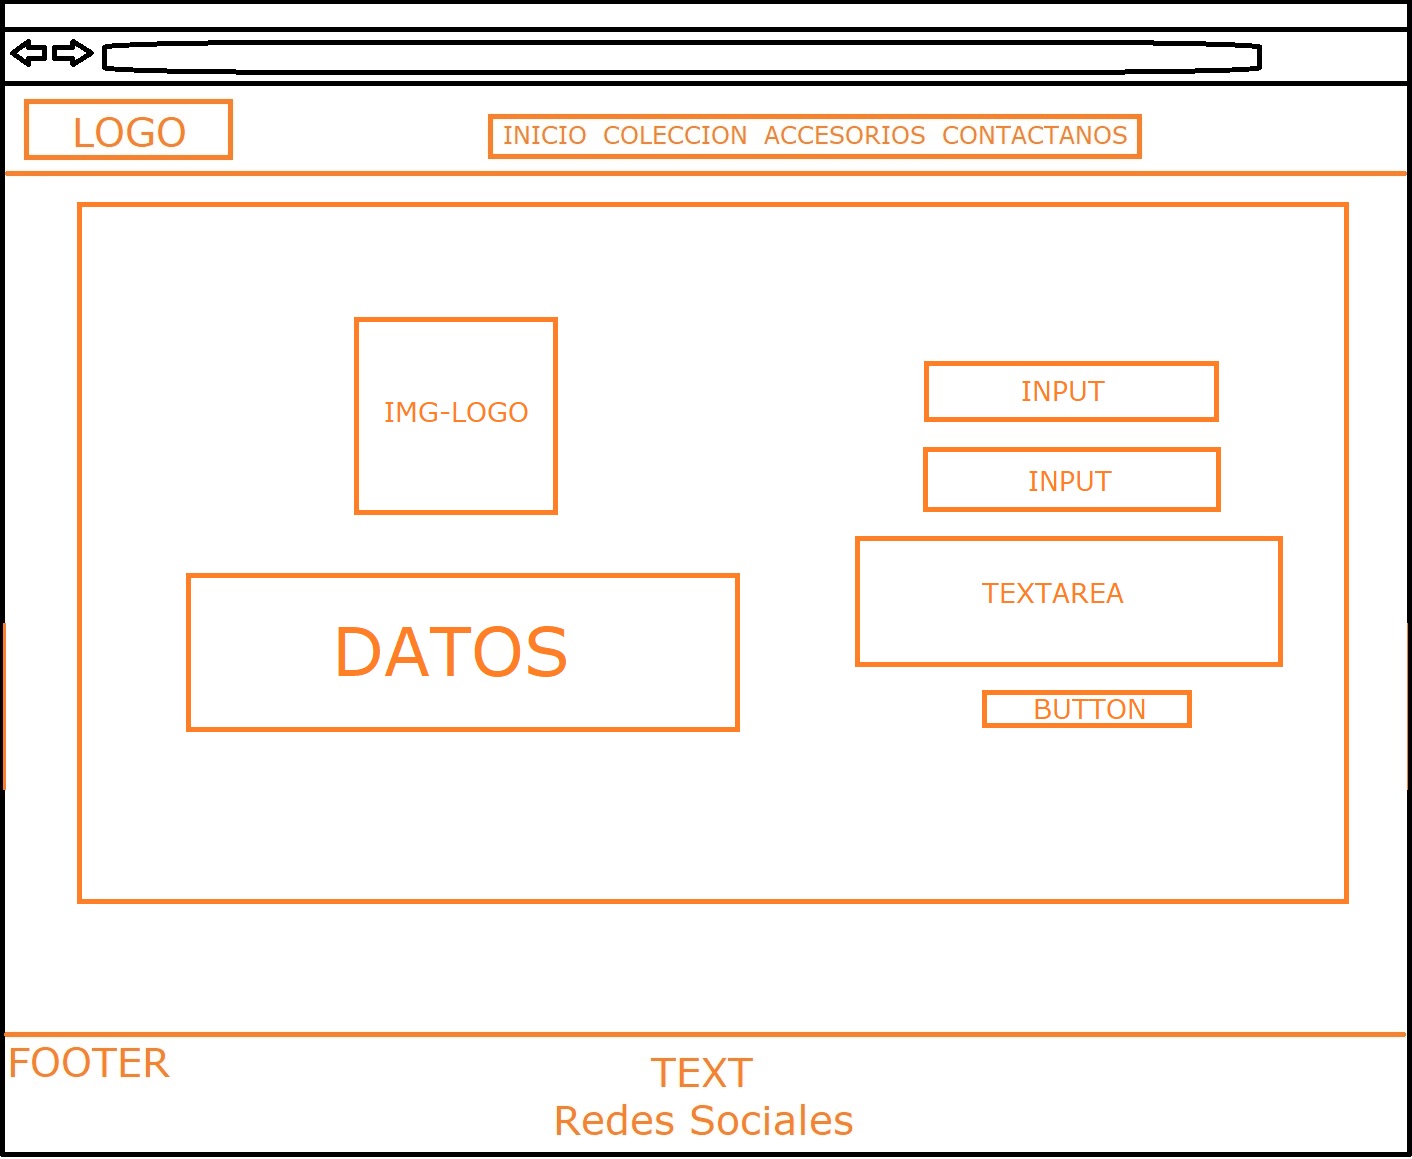 LOGO
INICIO COLECCION ACCESORIOS CONTACTANOS
IMG-LOGO
DATOS
INPUT
INPUT
TEXTAREA
BUTTON
FOOTER
TEXT
Redes Sociales